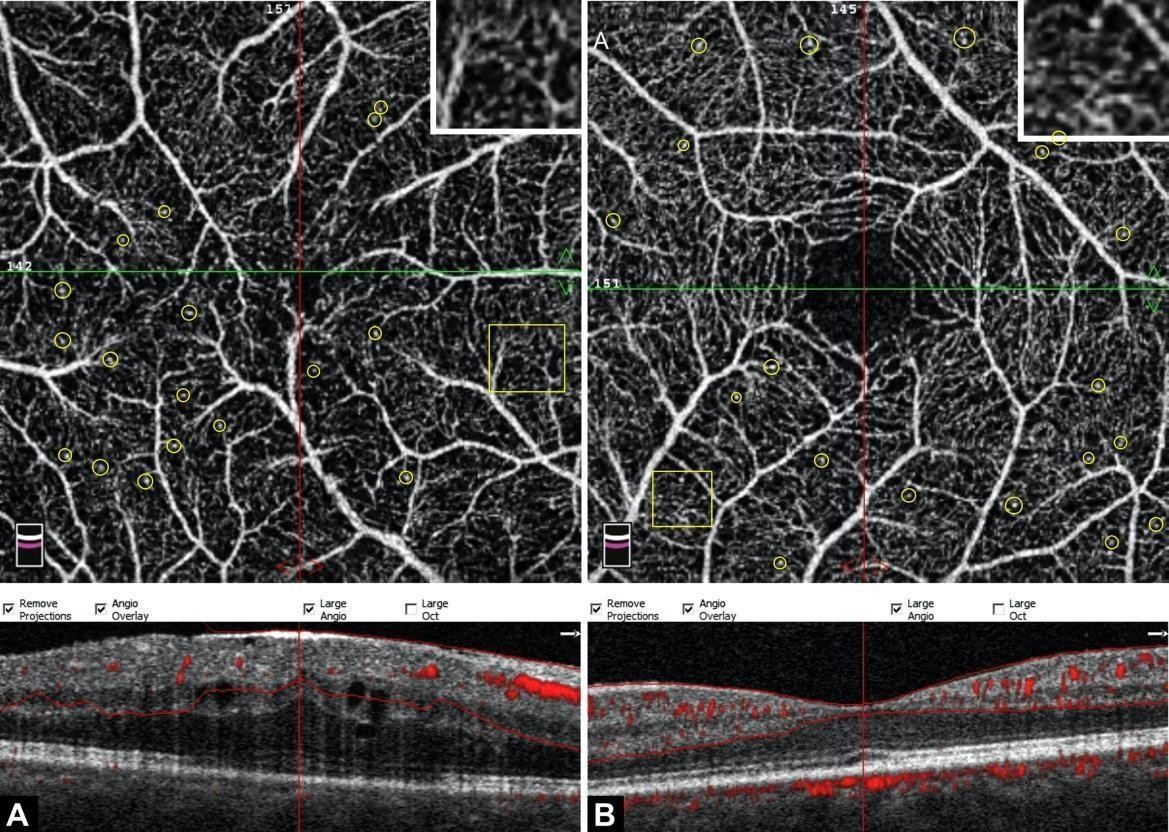 157
142
145
A
151
Remove Projections
Angio Overlay
Large Angio
Large Oct
Remove Projections
Angio Overlay
Large Angio
Large Oct
A
B